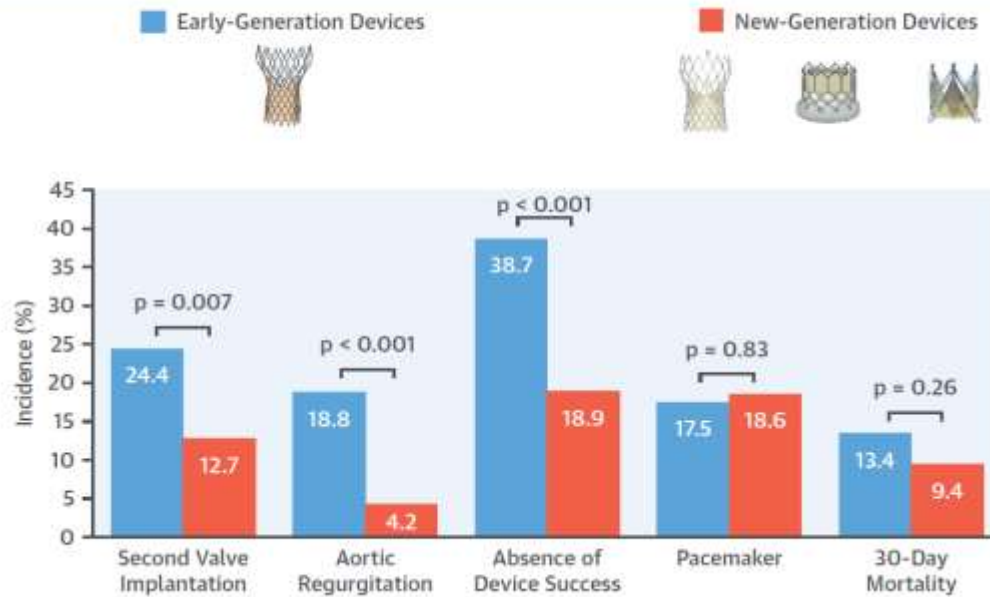 Early-Generation Devices
New-Generation Devices
Incidence (%)
45
40
35
30
25
20
15
10
5
0
p = 0.007
24.4
12.7
p < 0.001
18.8
4.2
p < 0.001
38.7
18.9
p = 0.83
17.5
18.6
p = 0.26
13.4
9.4
Second Valve
Implantation
Aortic
Regurgitation
Absence of
Device Success
Pacemaker
30-Day
Mortality